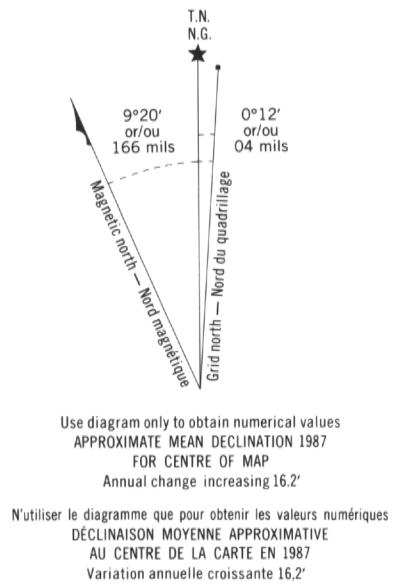 T.N.
N.G.
9°20′
or/ou
166 mils
0°12′
or/ou
04 mils
Magnetic north — Nord magnétique
Grid north — Nord du quadrillage
Use diagram only to obtain numerical values
APPROXIMATE MEAN DECLINATION 1987
FOR CENTRE OF MAP
Annual change increasing 16.2′
N'utiliser le diagramme que pour obtenir les valeurs numériques
DÉCLINAISON MOYENNE APPROXIMATIVE
AU CENTRE DE LA CARTE EN 1987
Variation annuelle croissante 16,2′